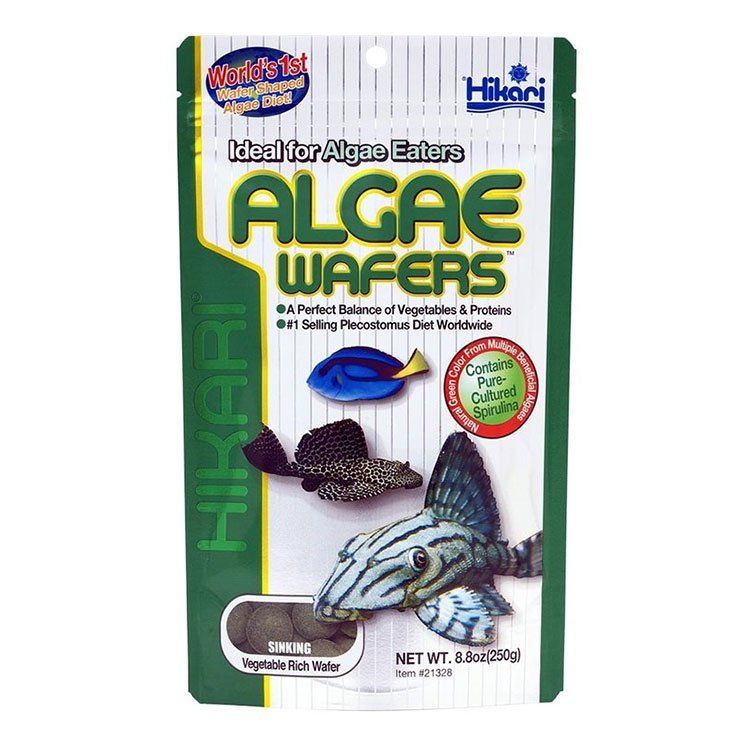 World's 1st
Wafer Shaped
Algae Diet!
Hikari
Ideal for Algae Eaters
ALGAE
WAFERS™
•A Perfect Balance of Vegetables & Proteins
•#1 Selling Plecostomus Diet Worldwide
Natural Green Color From Multiple Beneficial Algaes
Contains
Pure-
Cultured
Spirulina
HIKARI®
SINKING
Vegetable Rich Wafer
NET WT. 8.8oz(250g)
Item #21328